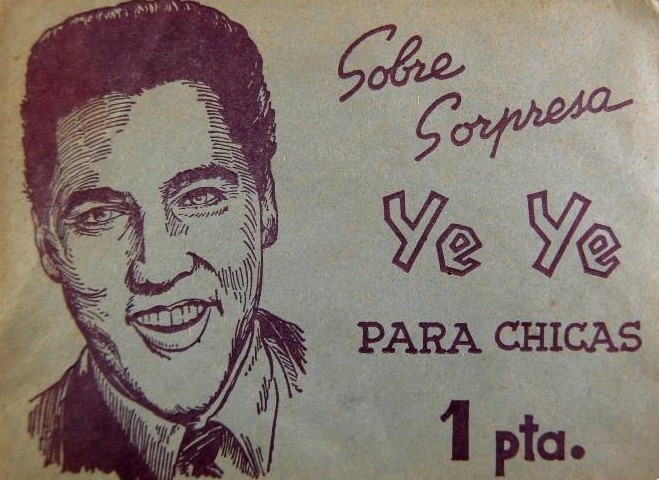 Sobre
Sorpresa
Ye Ye
PARA CHICAS
1 pta.